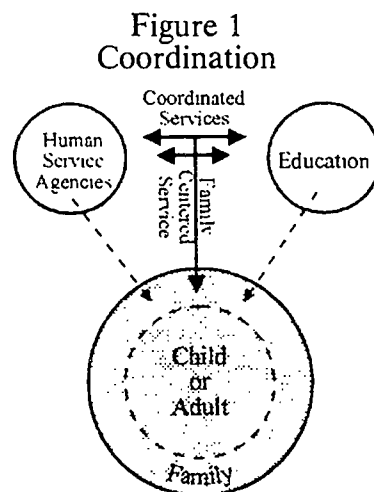 Figure 1
Coordination
Coordinated
Services
Human
Service
Agencies
Education
Family
Centered
Service
Child
or
Adult
Family